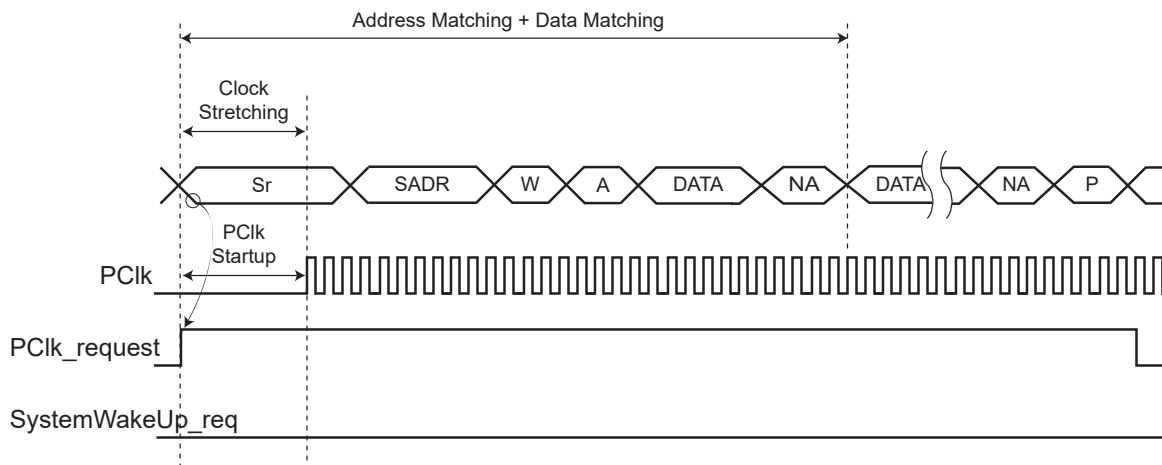 Address Matching + Data Matching
Clock
Stretching
Sr
SADR
W
A
DATA
NA
DATA
NA
P
PClk
Startup
PClk
PClk_request
SystemWakeUp_req